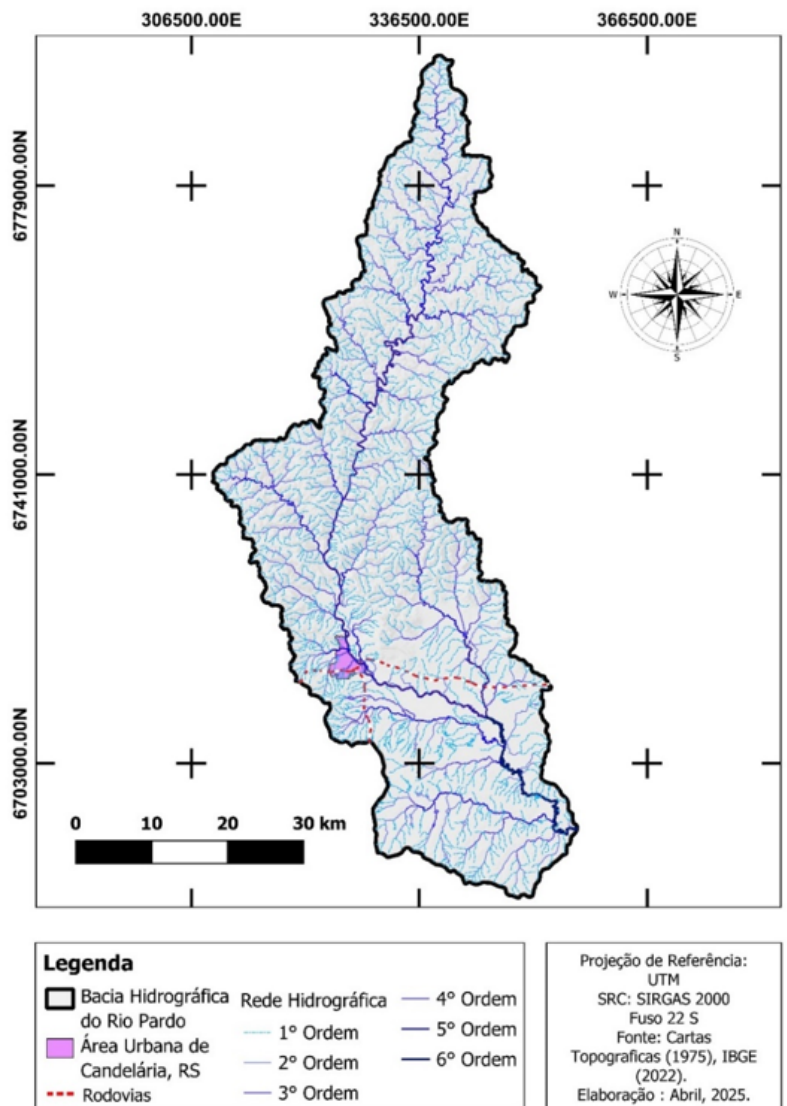 306500.00E 336500.00E 366500.00E
6779000.00N
6741000.00N
6703000.00N
N
W E
S
0 10 20 30 km
Legenda
Bacia Hidrográfica
do Rio Pardo
Área Urbana de
Candelária, RS
Rodovias
Rede Hidrográfica
1° Ordem
2° Ordem
3° Ordem
4° Ordem
5° Ordem
6° Ordem
Projeção de Referência:
UTM
SRC: SIRGAS 2000
Fuso 22 S
Fonte: Cartas
Topograficas (1975), IBGE
(2022).
Elaboração : Abril, 2025.